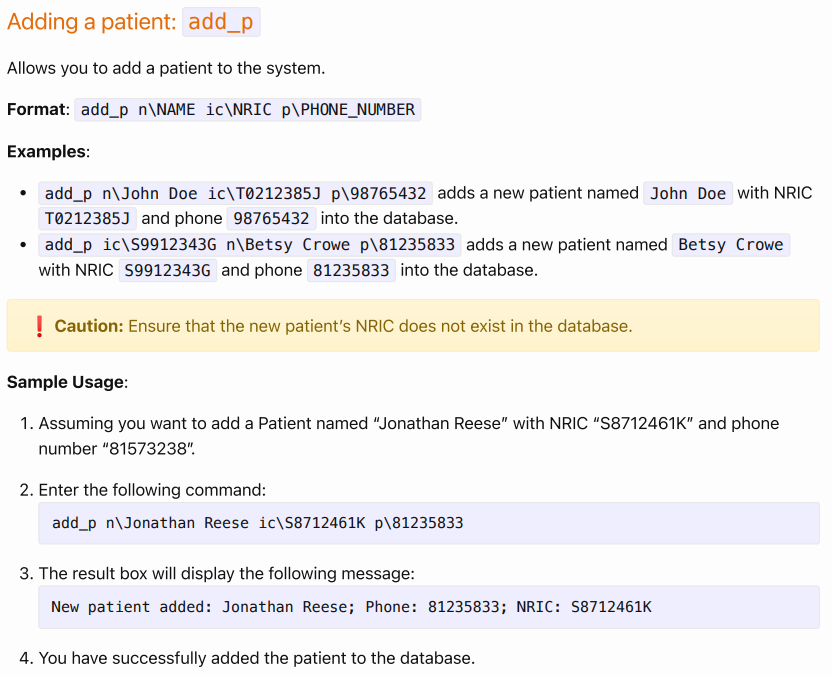 Adding a patient: add_p
Allows you to add a patient to the system.
Format: add_p n\NAME ic\NRIC p\PHONE_NUMBER
Examples:
• add_p n\John Doe ic\T0212385J p\98765432 adds a new patient named John Doe with NRIC
T0212385J and phone 98765432 into the database.
• add_p ic\S9912343G n\Betsy Crowe p\81235833 adds a new patient named Betsy Crowe
with NRIC S9912343G and phone 81235833 into the database.
❗ Caution: Ensure that the new patient’s NRIC does not exist in the database.
Sample Usage:
1. Assuming you want to add a Patient named “Jonathan Reese” with NRIC “S8712461K” and phone
number “81573238”.
2. Enter the following command:
add_p n\Jonathan Reese ic\S8712461K p\81235833
3. The result box will display the following message:
New patient added: Jonathan Reese; Phone: 81235833; NRIC: S8712461K
4. You have successfully added the patient to the database.